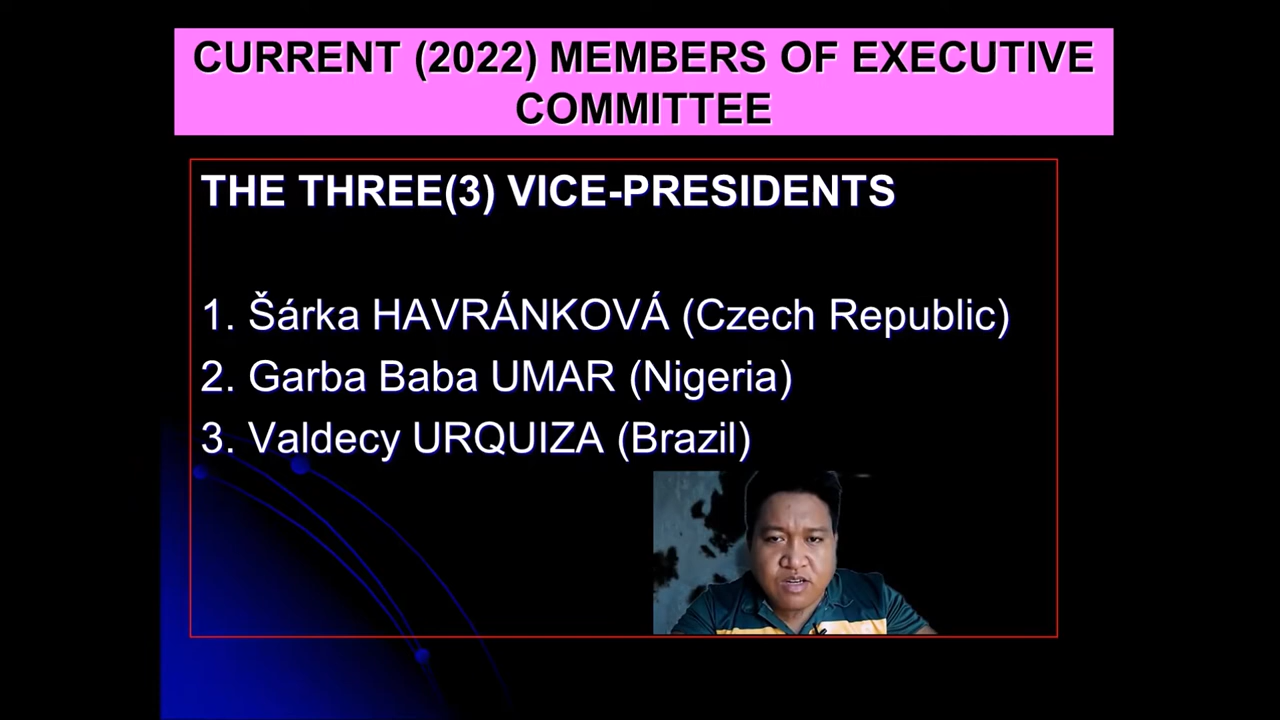 CURRENT (2022) MEMBERS OF EXECUTIVE
COMMITTEE
THE THREE(3) VICE-PRESIDENTS
1. Šárka HAVRÁNKOVÁ (Czech Republic)
2. Garba Baba UMAR (Nigeria)
3. Valdecy URQUIZA (Brazil)